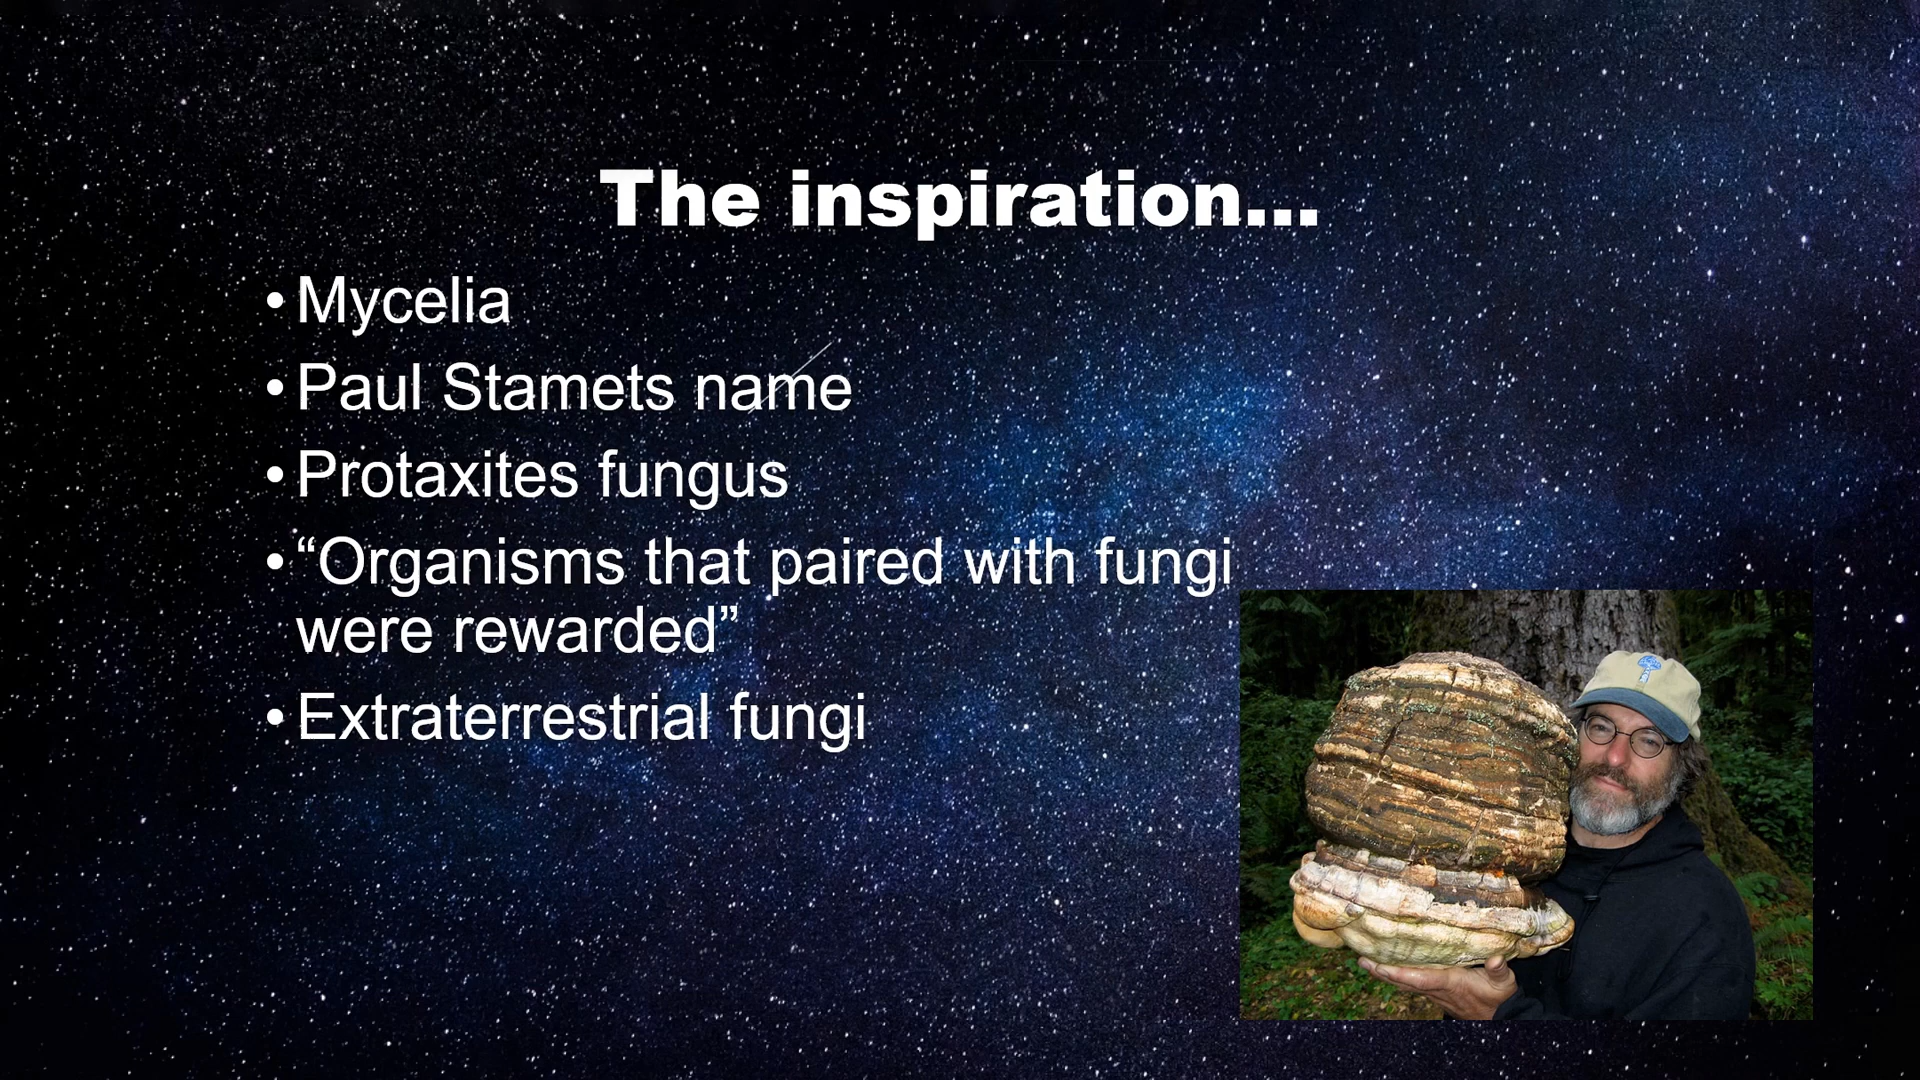 The inspiration...
• Mycelia
• Paul Stamets name
• Protaxites fungus
• “Organisms that paired with fungi
were rewarded”
• Extraterrestrial fungi